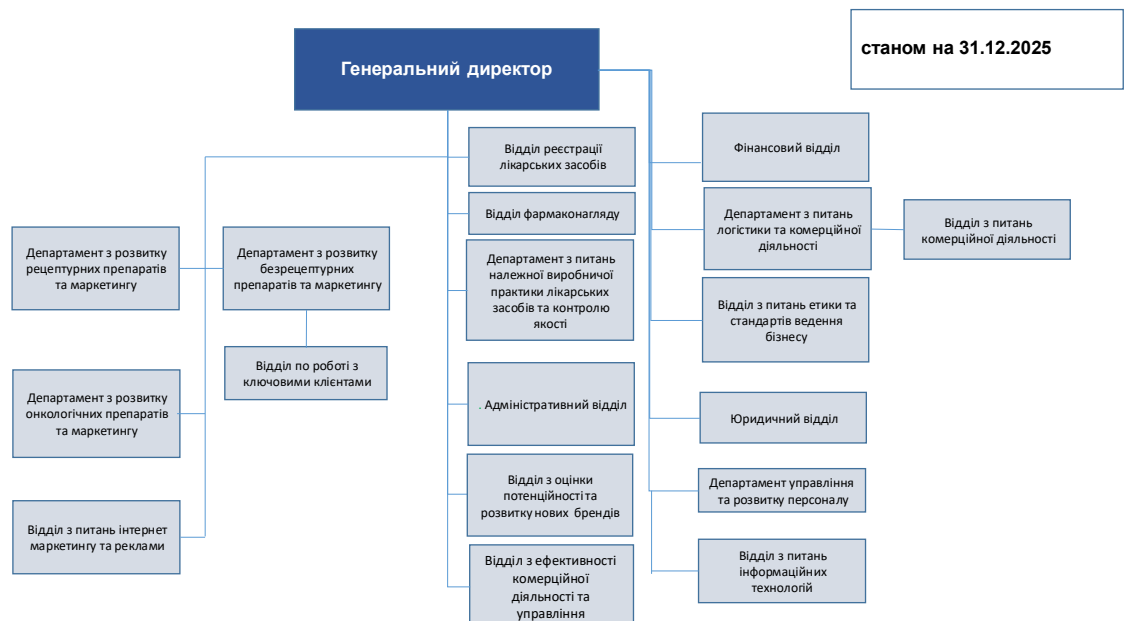 станом на 31.12.2025
Генеральний директор
Відділ реєстрації
лікарських засобів
Фінансовий відділ
Відділ фармаконагляду
Департамент з питань
логістики та комерційної
діяльності
Відділ з питань
комерційної діяльності
Департамент з розвитку
рецептурних препаратів
та маркетингу
Департамент з розвитку
безрецептурних
препаратів та маркетингу
Департамент з питань
належної виробничої
практики лікарських
засобів та контролю
якості
Відділ з питань етики та
стандартів ведення
бізнесу
Відділ по роботі з
ключовими клієнтами
Департамент з розвитку
онкологічних препаратів
та маркетингу
. Адміністративний відділ
Юридичний відділ
Відділ з оцінки
потенційності та
розвитку нових брендів
Департамент управління
та розвитку персоналу
Відділ з питань інтернет
маркетингу та реклами
Відділ з ефективності
комерційної
діяльності та
управління
Відділ з питань
інформаційних
технологій